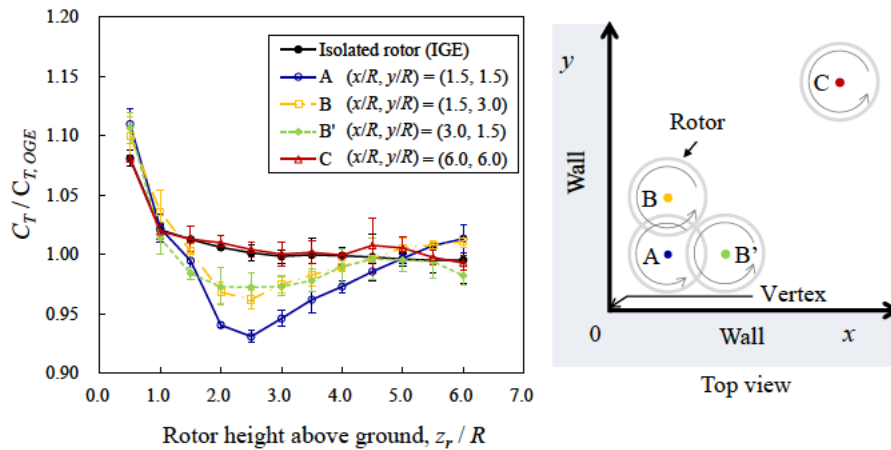 1.20
1.15
1.10
1.05
1.00
0.95
0.90
C_T / C_{T, OGE}
0.0 1.0 2.0 3.0 4.0 5.0 6.0 7.0
Rotor height above ground, z_r / R
Isolated rotor (IGE)
A (x/R, y/R) = (1.5, 1.5)
B (x/R, y/R) = (1.5, 3.0)
B' (x/R, y/R) = (3.0, 1.5)
C (x/R, y/R) = (6.0, 6.0)
y
C
Rotor
Wall
B
A
B'
Vertex
0
Wall
x
Top view